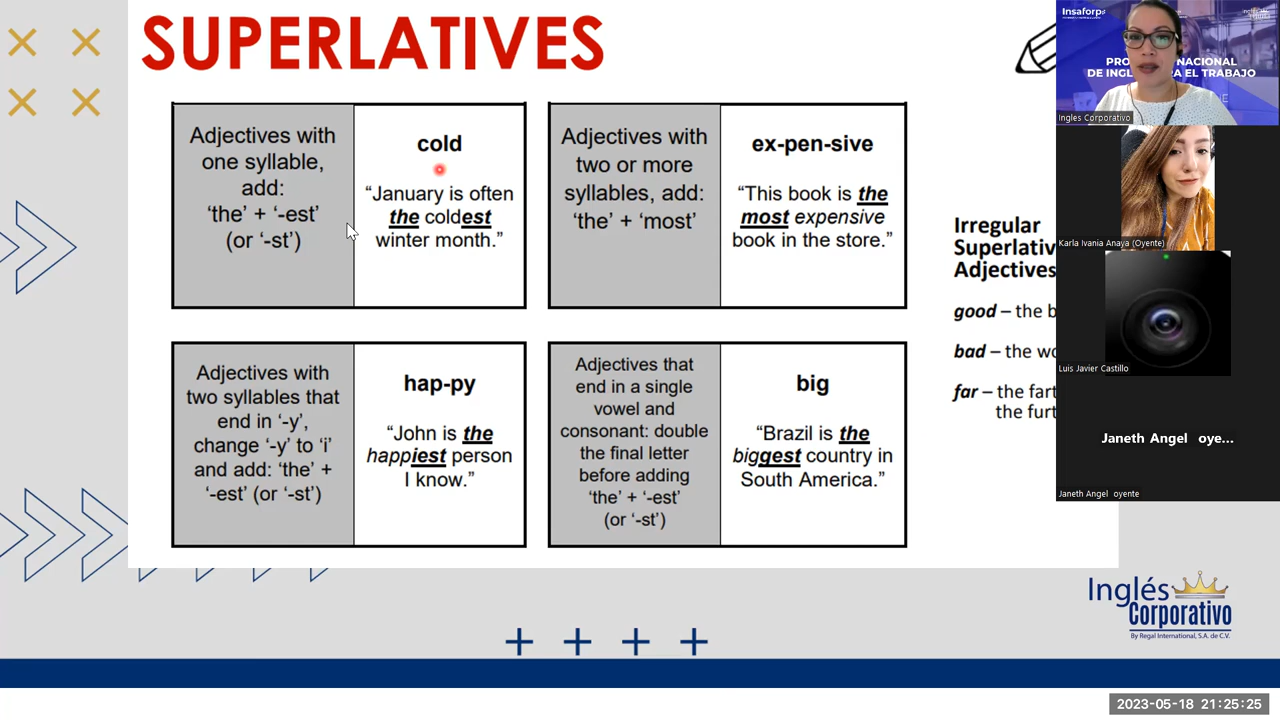 SUPERLATIVES
Adjectives with
one syllable,
add:
‘the’ + ‘-est’
(or ‘-st’)
cold
“January is often
the coldest
winter month.”
Adjectives with
two or more
syllables, add:
‘the’ + ‘most’
ex-pen-sive
“This book is the
most expensive
book in the store.”
Adjectives with
two syllables that
end in ‘-y’,
change ‘-y’ to ‘i’
and add: ‘the’ +
‘-est’ (or ‘-st’)
hap-py
“John is the
happiest person
I know.”
Adjectives that
end in a single
vowel and
consonant: double
the final letter
before adding
‘the’ + ‘-est’
(or ‘-st’)
big
“Brazil is the
biggest country in
South America.”
Irregular
Superlativ
Adjectives
good – the b
bad – the wo
far – the fart
the furt
Insaforp
PRO NACIONAL
DE INGL RA EL TRABAJO
Ingles Corporativo
Karla Ivania Anaya (Oyente)
Luis Javier Castillo
Janeth Angel oye...
Janeth Angel oyente
Inglés
Corporativo
By Regal International, S.A. de C.V.
2023-05-18 21:25:25